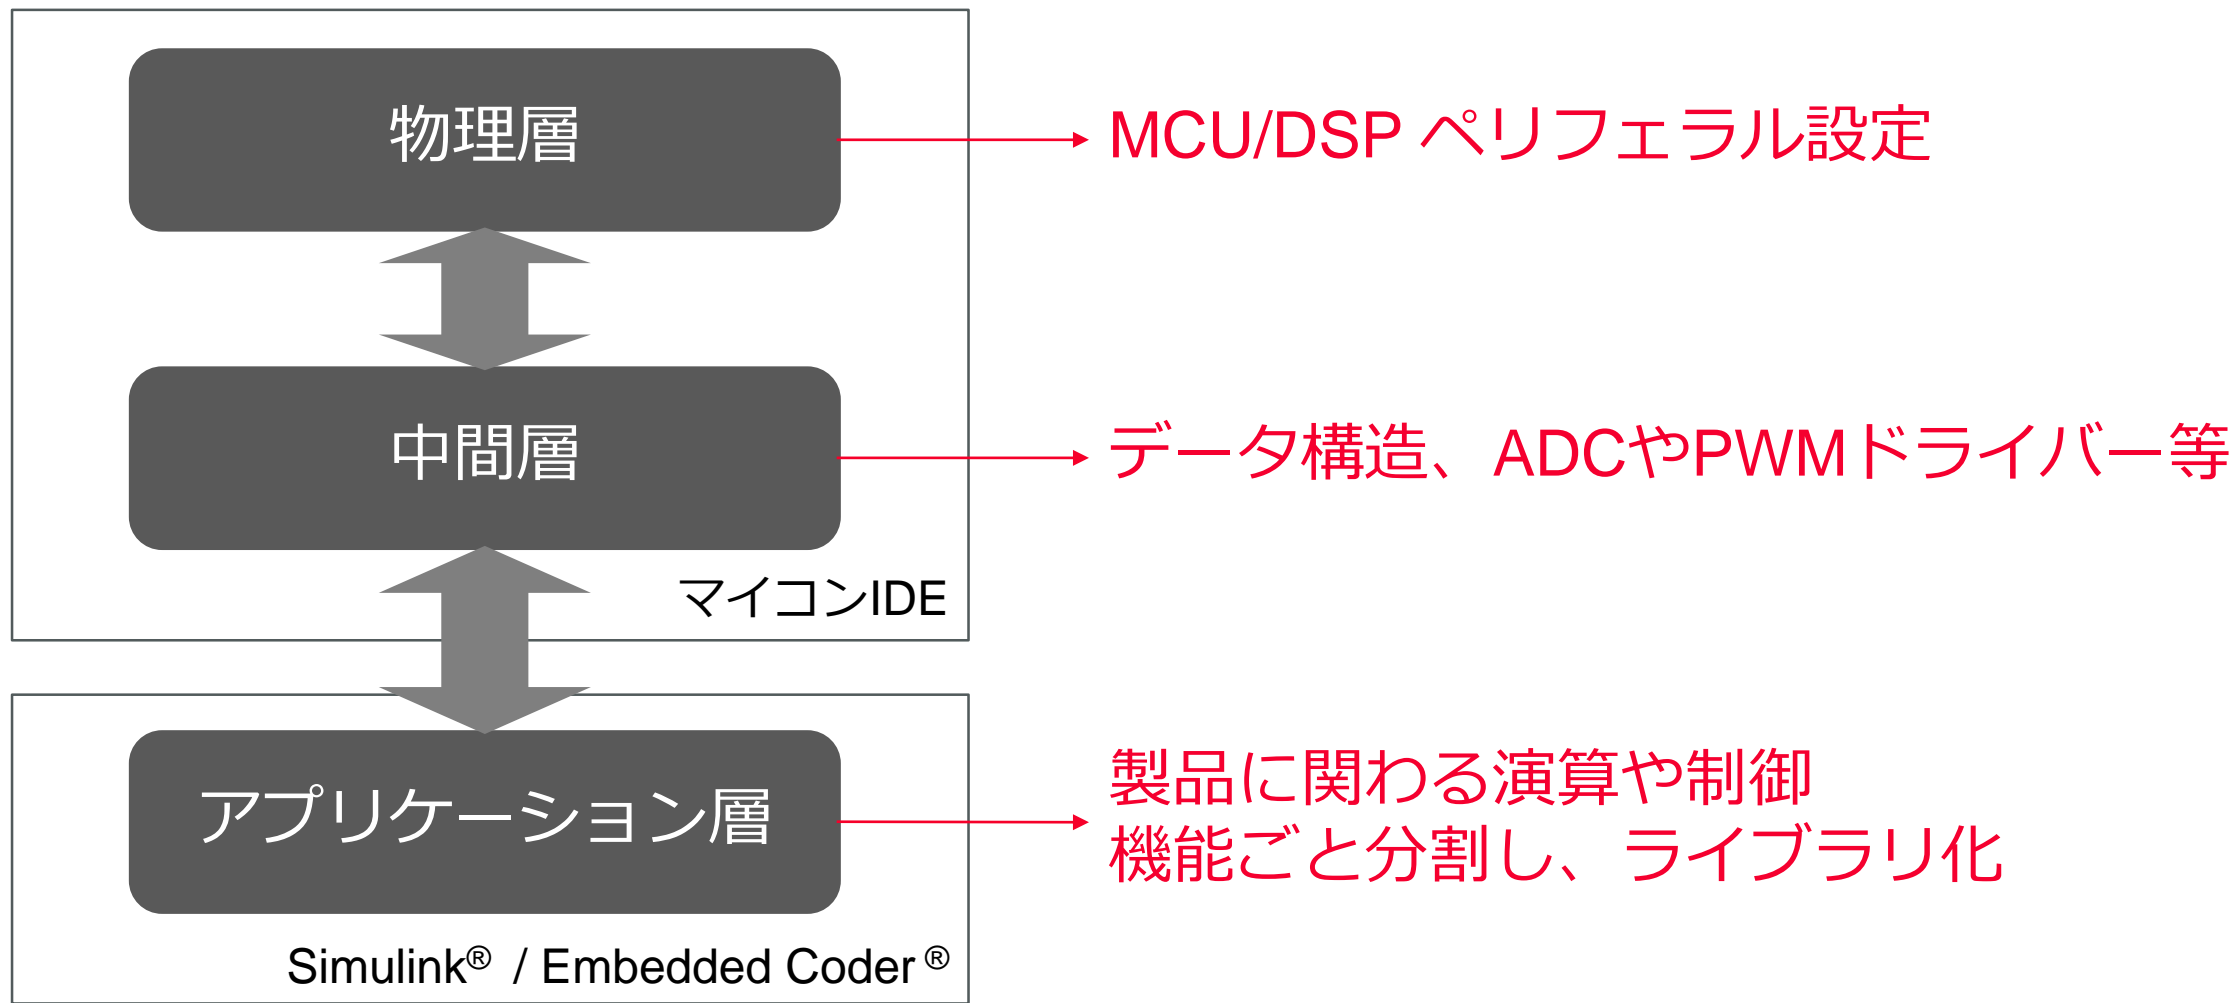 物理層
MCU/DSP ペリフェラル設定
中間層
データ構造、ADCやPWMドライバー等
マイコンIDE
アプリケーション層
製品に関わる演算や制御
機能ごと分割し、ライブラリ化
Simulink® / Embedded Coder ®